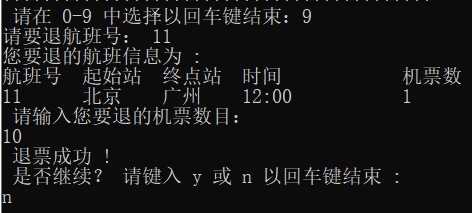 请在 0-9 中选择以回车键结束：9
请要退航班号： 11
您要退的航班信息为 :
航班号 起始站 终点站 时间 机票数
11 北京 广州 12:00 1
请输入您要退的机票数目：
10
退票成功 !
是否继续？ 请键入 y 或 n 以回车键结束 :
n